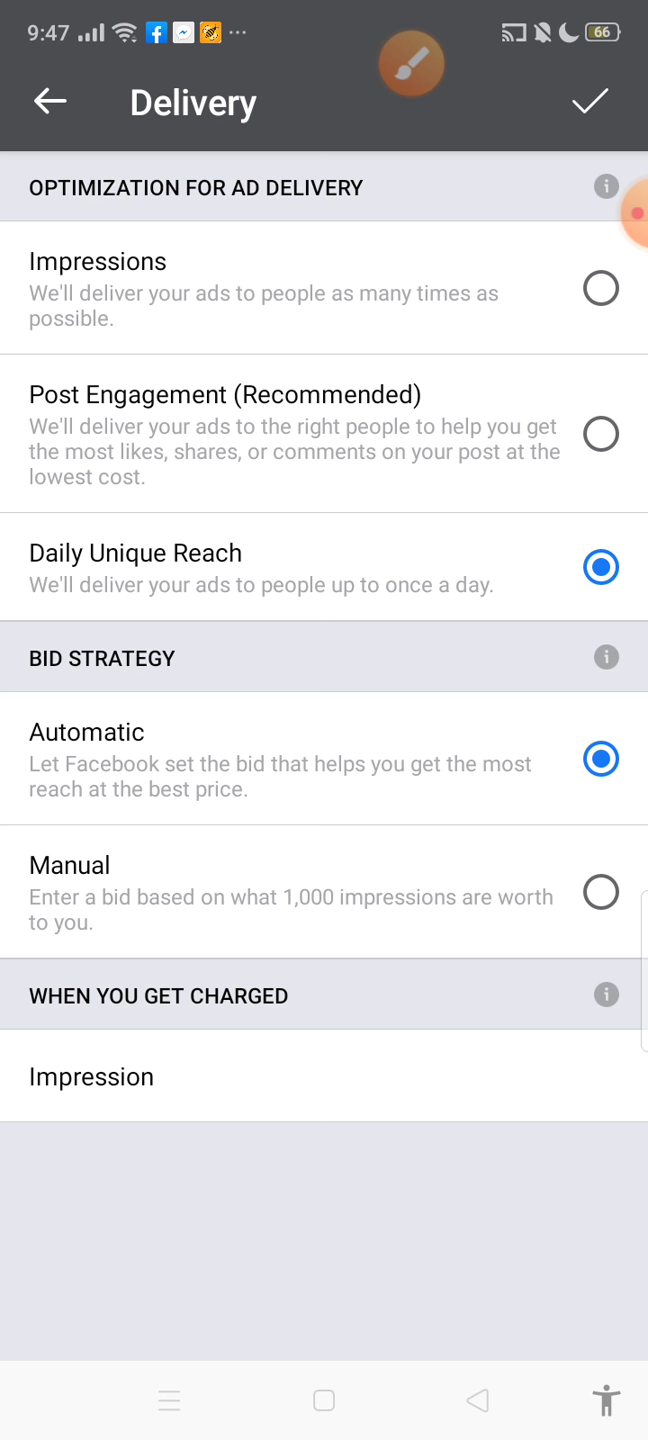 9:47
66
Delivery
OPTIMIZATION FOR AD DELIVERY
Impressions
We'll deliver your ads to people as many times as
possible.
Post Engagement (Recommended)
We'll deliver your ads to the right people to help you get
the most likes, shares, or comments on your post at the
lowest cost.
Daily Unique Reach
We'll deliver your ads to people up to once a day.
BID STRATEGY
Automatic
Let Facebook set the bid that helps you get the most
reach at the best price.
Manual
Enter a bid based on what 1,000 impressions are worth
to you.
WHEN YOU GET CHARGED
Impression